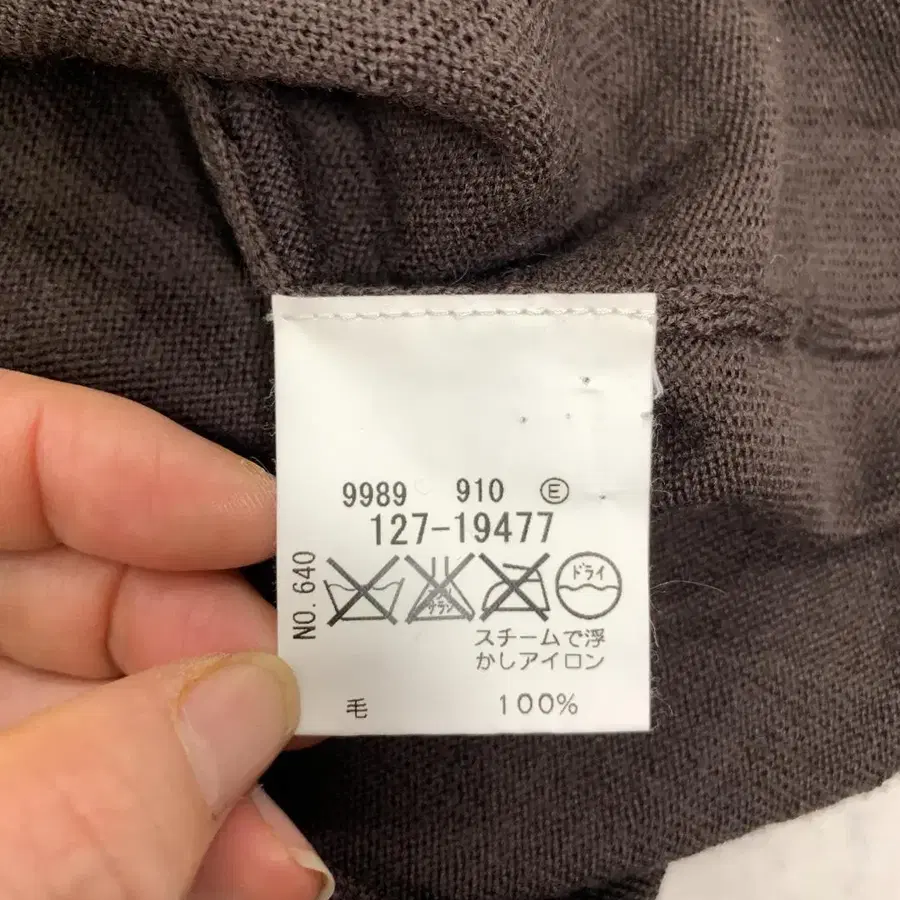 9989 910 Ⓔ
127-19477
NO. 640
ドライ
スチームで浮
かしアイロン
毛 100%